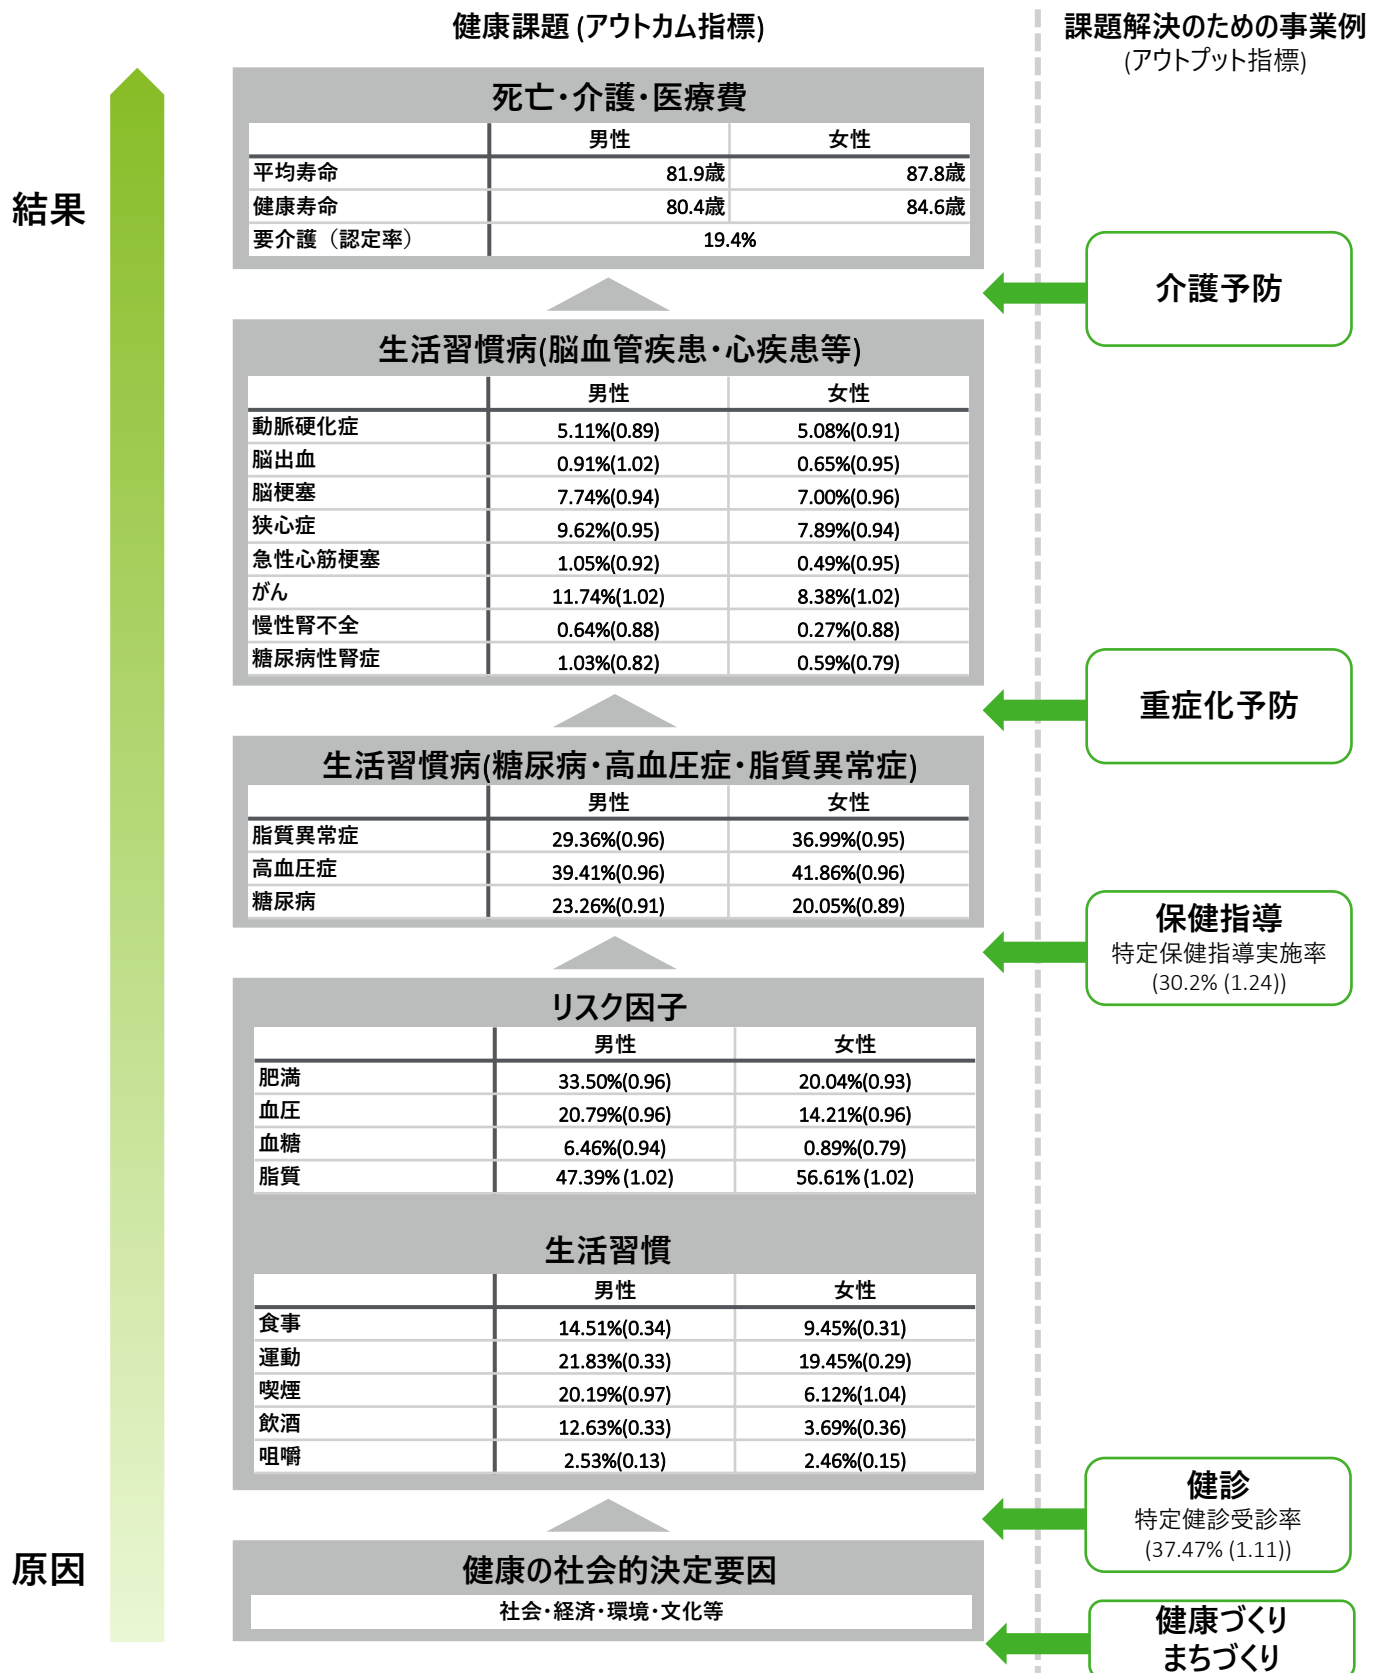 健康課題 (アウトカム指標)
課題解決のための事業例
(アウトプット指標)
結果
死亡・介護・医療費
男性 女性
平均寿命 81.9歳 87.8歳
健康寿命 80.4歳 84.6歳
要介護（認定率） 19.4%
介護予防
生活習慣病(脳血管疾患・心疾患等)
男性 女性
動脈硬化症 5.11%(0.89) 5.08%(0.91)
脳出血 0.91%(1.02) 0.65%(0.95)
脳梗塞 7.74%(0.94) 7.00%(0.96)
狭心症 9.62%(0.95) 7.89%(0.94)
急性心筋梗塞 1.05%(0.92) 0.49%(0.95)
がん 11.74%(1.02) 8.38%(1.02)
慢性腎不全 0.64%(0.88) 0.27%(0.88)
糖尿病性腎症 1.03%(0.82) 0.59%(0.79)
重症化予防
生活習慣病(糖尿病・高血圧症・脂質異常症)
男性 女性
脂質異常症 29.36%(0.96) 36.99%(0.95)
高血圧症 39.41%(0.96) 41.86%(0.96)
糖尿病 23.26%(0.91) 20.05%(0.89)
保健指導
特定保健指導実施率
(30.2% (1.24))
リスク因子
男性 女性
肥満 33.50%(0.96) 20.04%(0.93)
血圧 20.79%(0.96) 14.21%(0.96)
血糖 6.46%(0.94) 0.89%(0.79)
脂質 47.39% (1.02) 56.61% (1.02)
生活習慣
男性 女性
食事 14.51%(0.34) 9.45%(0.31)
運動 21.83%(0.33) 19.45%(0.29)
喫煙 20.19%(0.97) 6.12%(1.04)
飲酒 12.63%(0.33) 3.69%(0.36)
咀嚼 2.53%(0.13) 2.46%(0.15)
健診
特定健診受診率
(37.47% (1.11))
原因
健康の社会的決定要因
社会・経済・環境・文化等
健康づくり
まちづくり